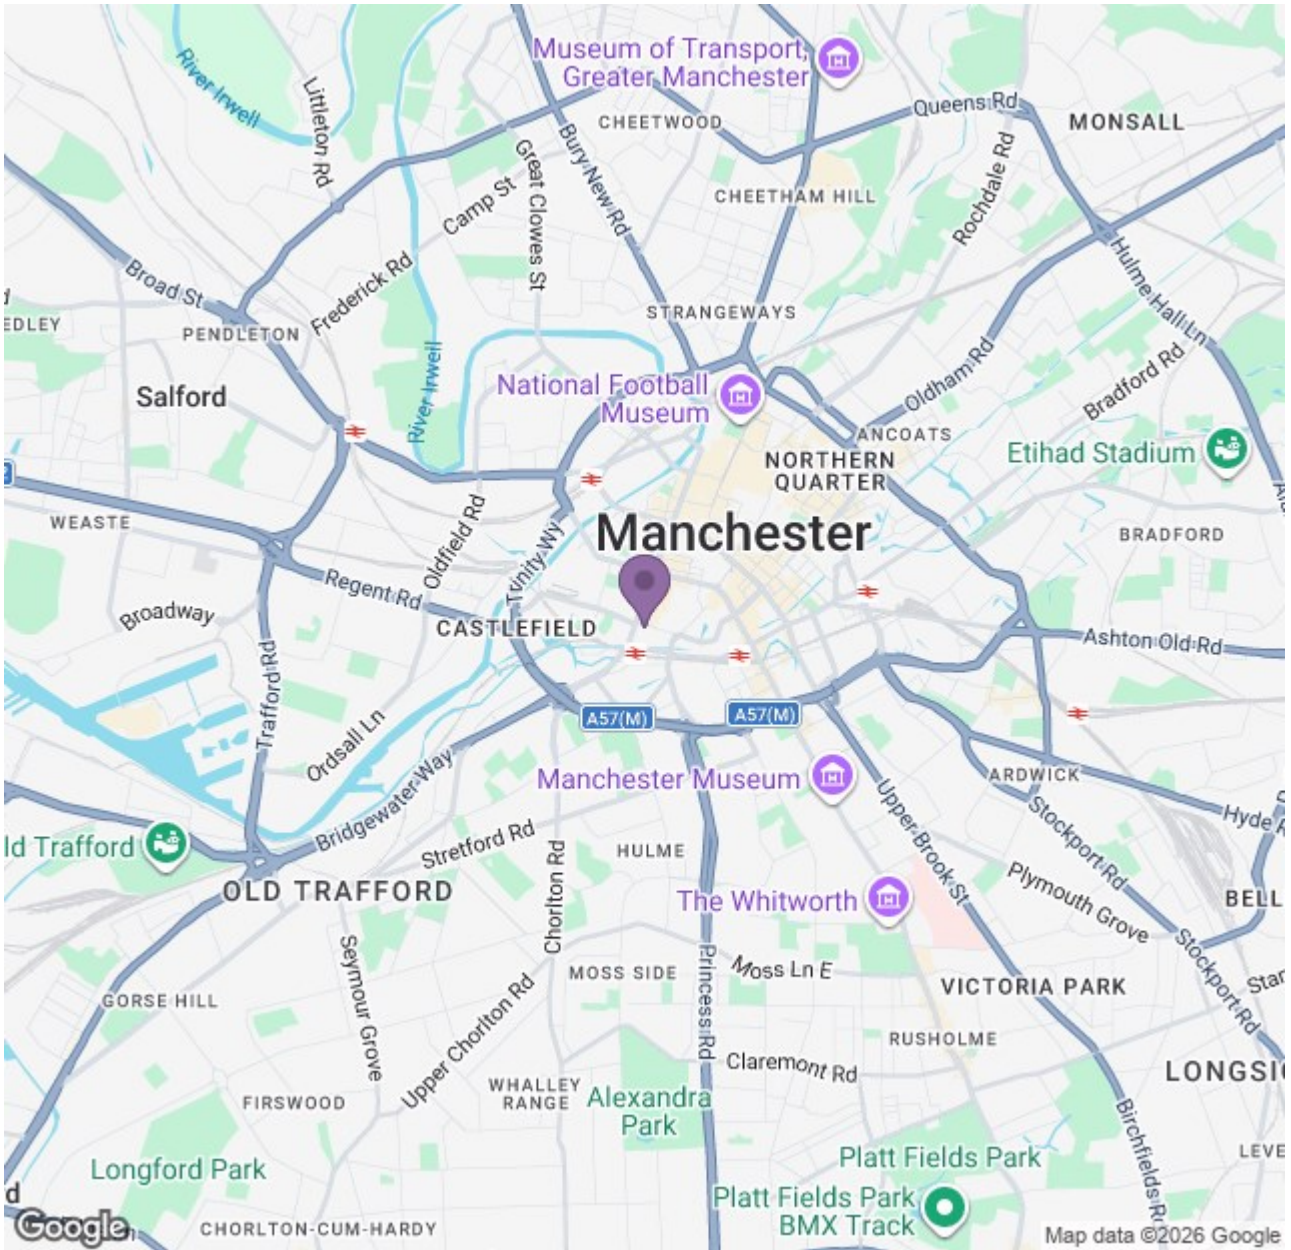 Museum of Transport,
Greater Manchester
River Irwell
Littleton Rd
CHEETWOOD
Queens Rd
MONSALL
Bury New Rd
Great Clowes St
Camp St
CHEETHAM HILL
Rochdale Rd
Broad St
Frederick Rd
Hulme Hall Ln
EDLEY
PENDLETON
STRANGEWAYS
Salford
River Irwell
National Football
Museum
Oldham Rd
Bradford Rd
ANCOATS
Etihad Stadium
NORTHERN
QUARTER
WEASTE
Oldfield Rd
Manchester
BRADFORD
Trinity Wy
Regent Rd
Broadway
CASTLEFIELD
Ashton Old Rd
Trafford Rd
A57(M)
A57(M)
Ordsall Ln
Bridgewater Way
Manchester Museum
ARDWICK
Upper Brook St
Stockport Rd
Hyde R
ld Trafford
Stretford Rd
HULME
Chorlton Rd
OLD TRAFFORD
The Whitworth
Plymouth Grove
BELL
Seymour Grove
Princess Rd
MOSS SIDE
Moss Ln E
Stockport Rd
Star
VICTORIA PARK
GORSE HILL
Upper Chorlton Rd
RUSHOLME
Claremont Rd
LONGSI
WHALLEY
RANGE
Alexandra
Park
FIRSWOOD
Birchfields Rd
LEVE
Longford Park
Platt Fields Park
Platt Fields Park
BMX Track
d
Google
CHORLTON-CUM-HARDY
Map data ©2026 Google